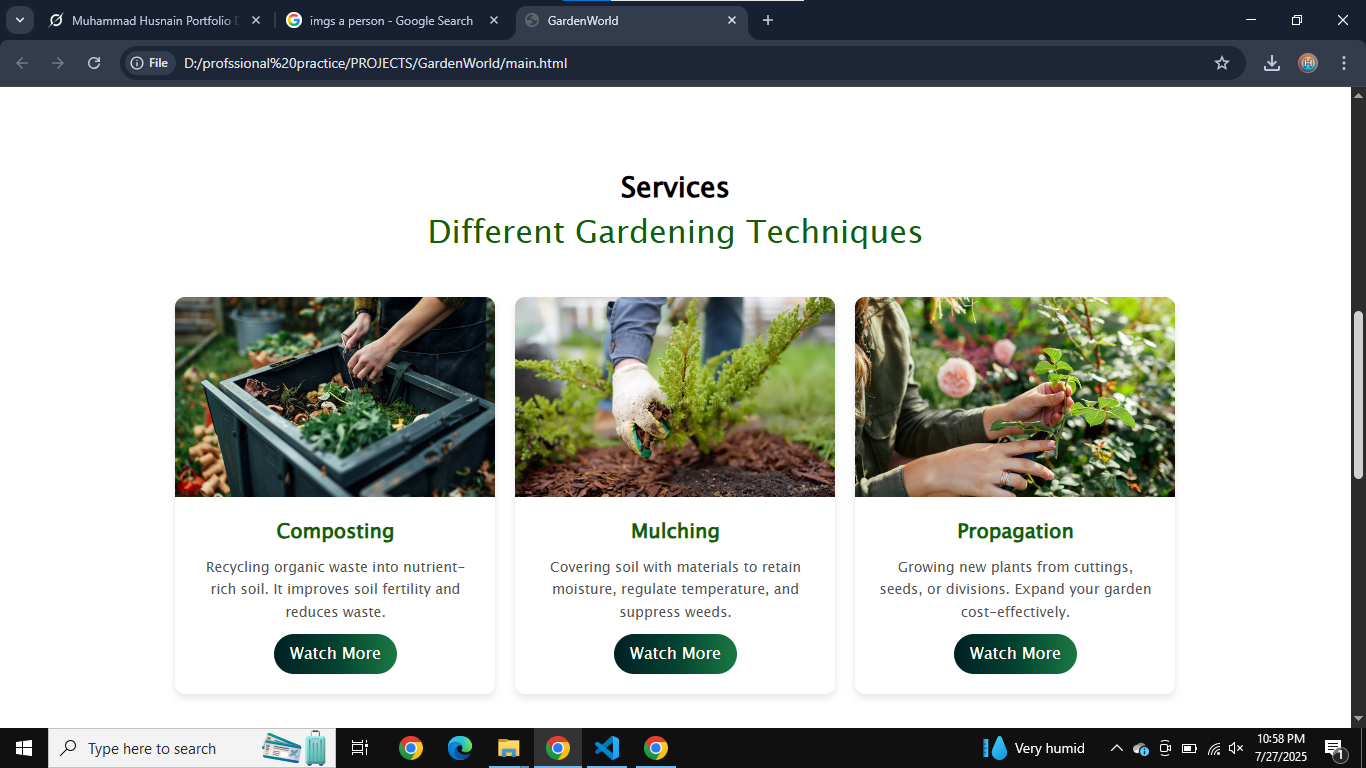 Muhammad Husnain Portfolio
imgs a person - Google Search
GardenWorld
File
D:/profssional%20practice/PROJECTS/GardenWorld/main.html
Services
Different Gardening Techniques
Composting
Recycling organic waste into nutrient-
rich soil. It improves soil fertility and
reduces waste.
Watch More
Mulching
Covering soil with materials to retain
moisture, regulate temperature, and
suppress weeds.
Watch More
Propagation
Growing new plants from cuttings,
seeds, or divisions. Expand your garden
cost-effectively.
Watch More
Type here to search
Very humid
10:58 PM
7/27/2025
1